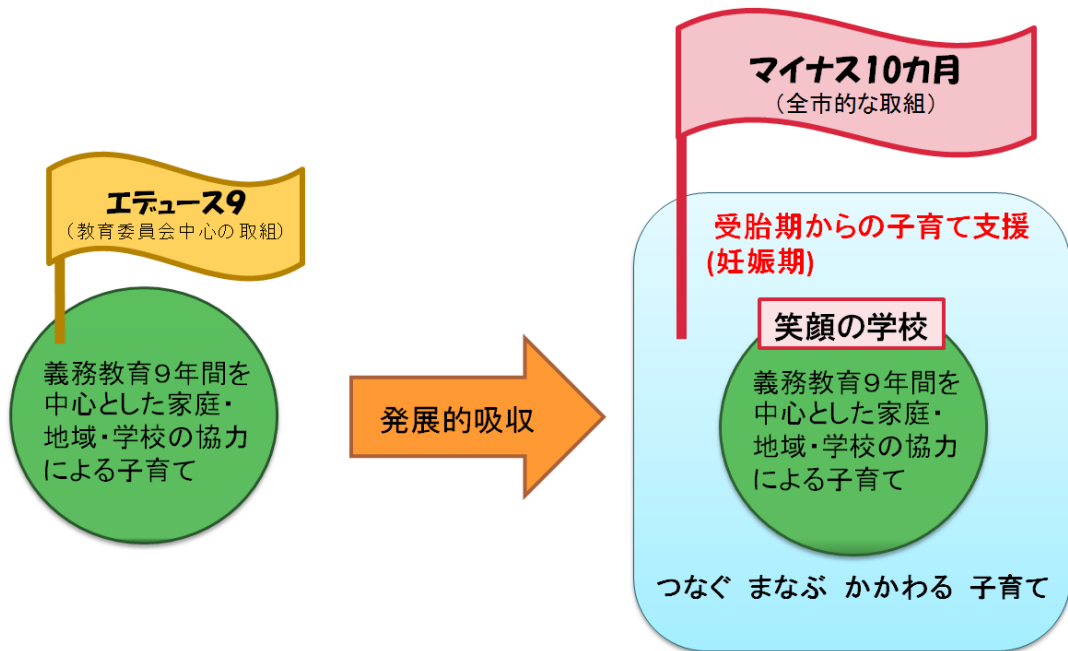 エデュース9
（教育委員会中心の取組）
義務教育９年間を
中心とした家庭・
地域・学校の協力
による子育て
発展的吸収
マイナス10カ月
（全市的な取組）
受胎期からの子育て支援
(妊娠期)
笑顔の学校
義務教育９年間を
中心とした家庭・
地域・学校の協力
による子育て
つなぐ まなぶ かかわる 子育て